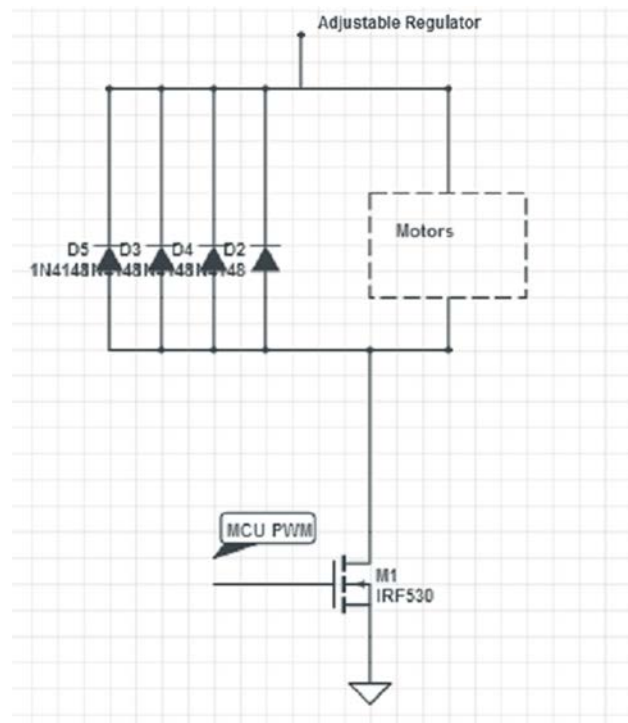 Adjustable Regulator
Motors
D5 D3 D4 D2
1N4148
MCU PWM
M1
IRF530